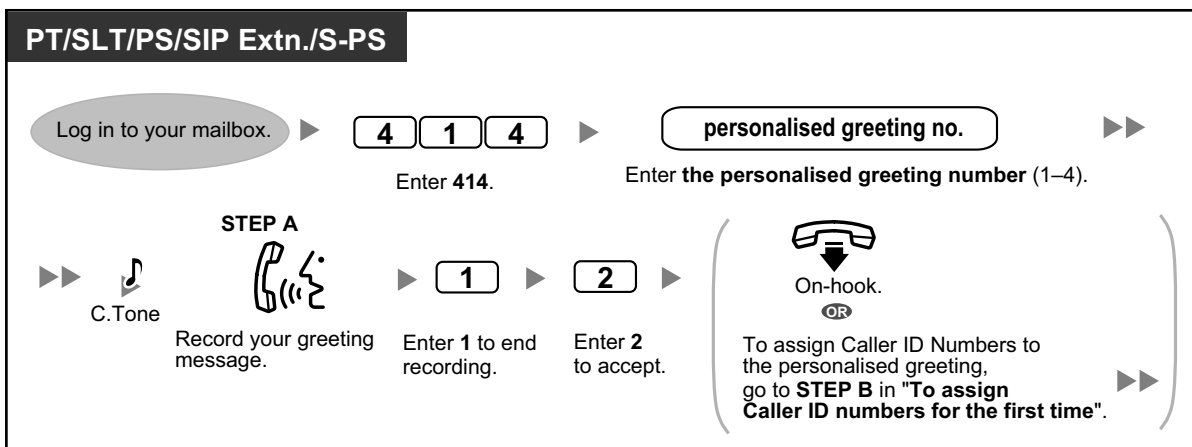 PT/SLT/PS/SIP Extn./S-PS
Log in to your mailbox.
4 1 4
Enter 414.
personalised greeting no.
Enter the personalised greeting number (1–4).
C.Tone
STEP A
Record your greeting
message.
1
Enter 1 to end
recording.
2
Enter 2
to accept.
On-hook.
OR
To assign Caller ID Numbers to
the personalised greeting,
go to STEP B in "To assign
Caller ID numbers for the first time".